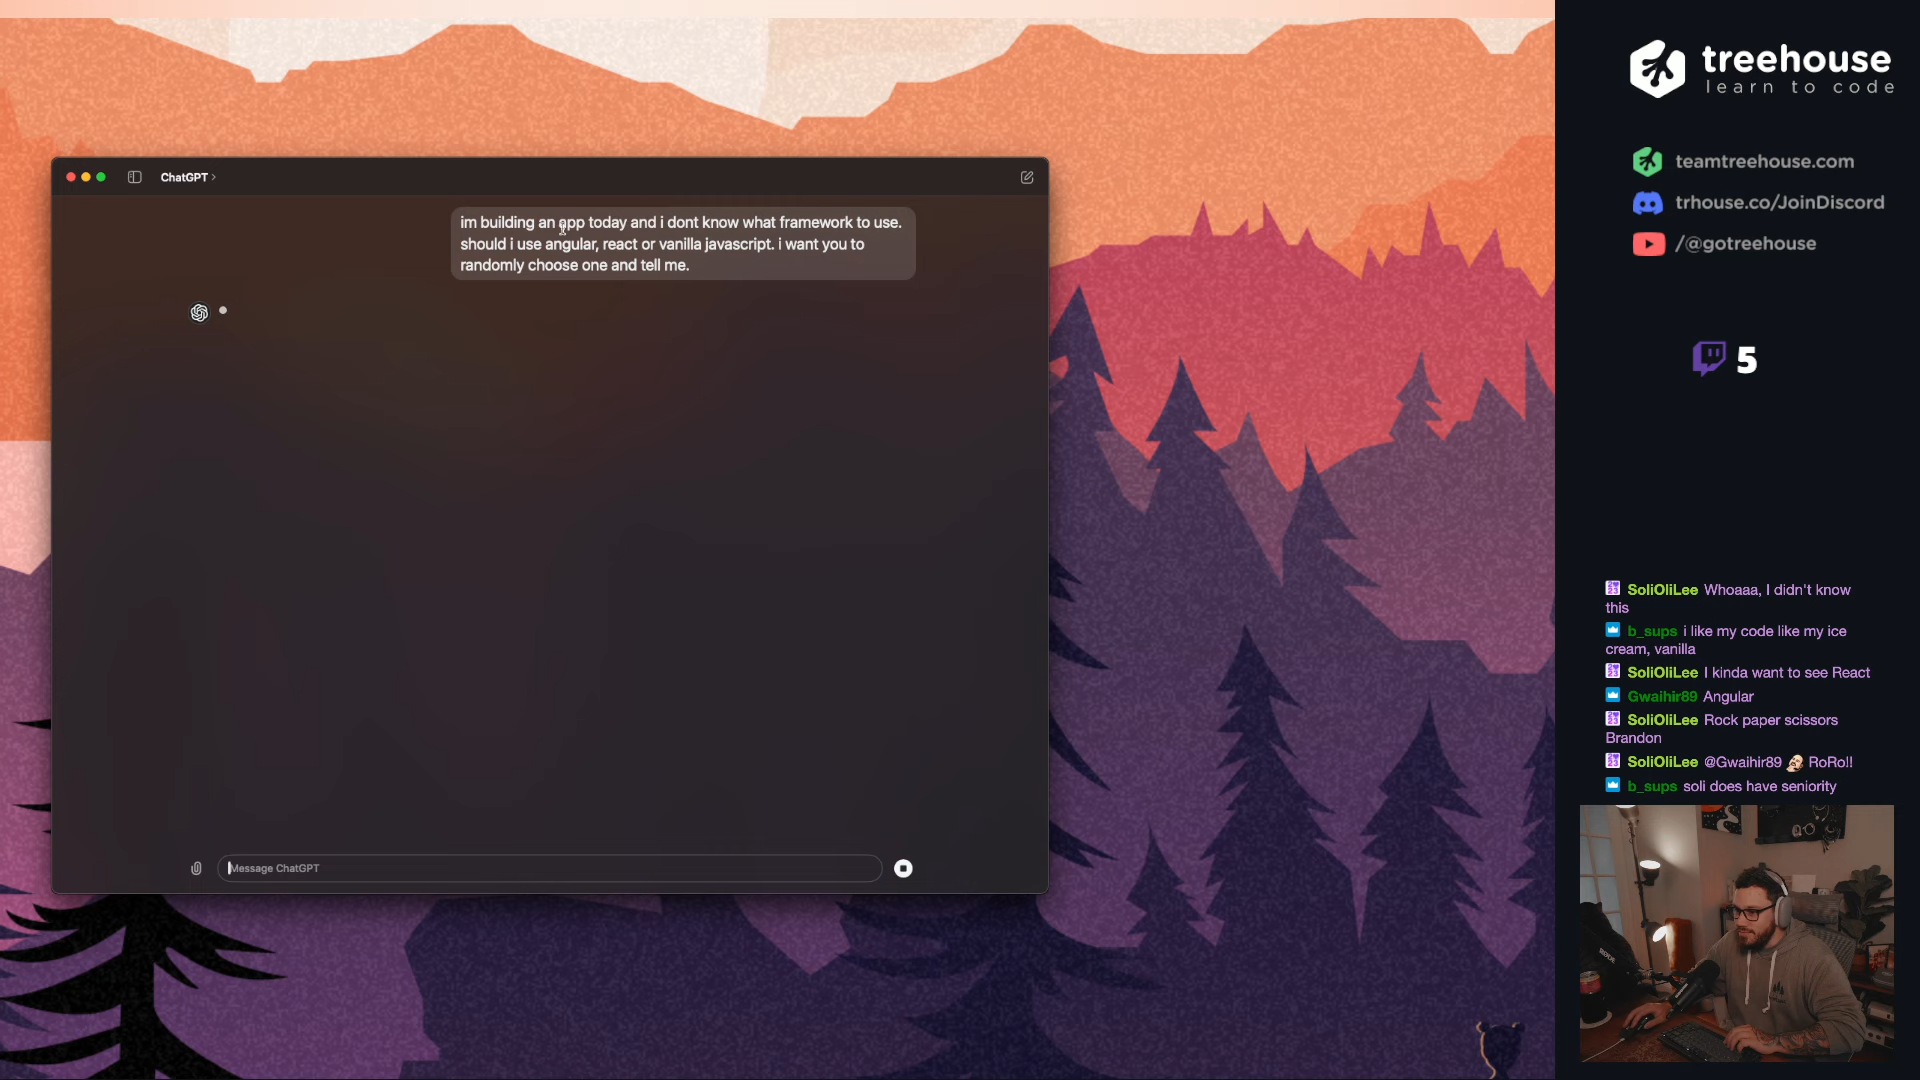 ChatGPT >
im building an app today and i dont know what framework to use.
should i use angular, react or vanilla javascript. i want you to
randomly choose one and tell me.
Message ChatGPT
treehouse
learn to code
teamtreehouse.com
trhouse.co/JoinDiscord
/@gotreehouse
5
SoliOliLee Whoaaa, I didn't know
this
b_sups i like my code like my ice
cream, vanilla
SoliOliLee I kinda want to see React
Gwaihir89 Angular
SoliOliLee Rock paper scissors
Brandon
SoliOliLee @Gwaihir89 RoRo!!
b_sups soli does have seniority